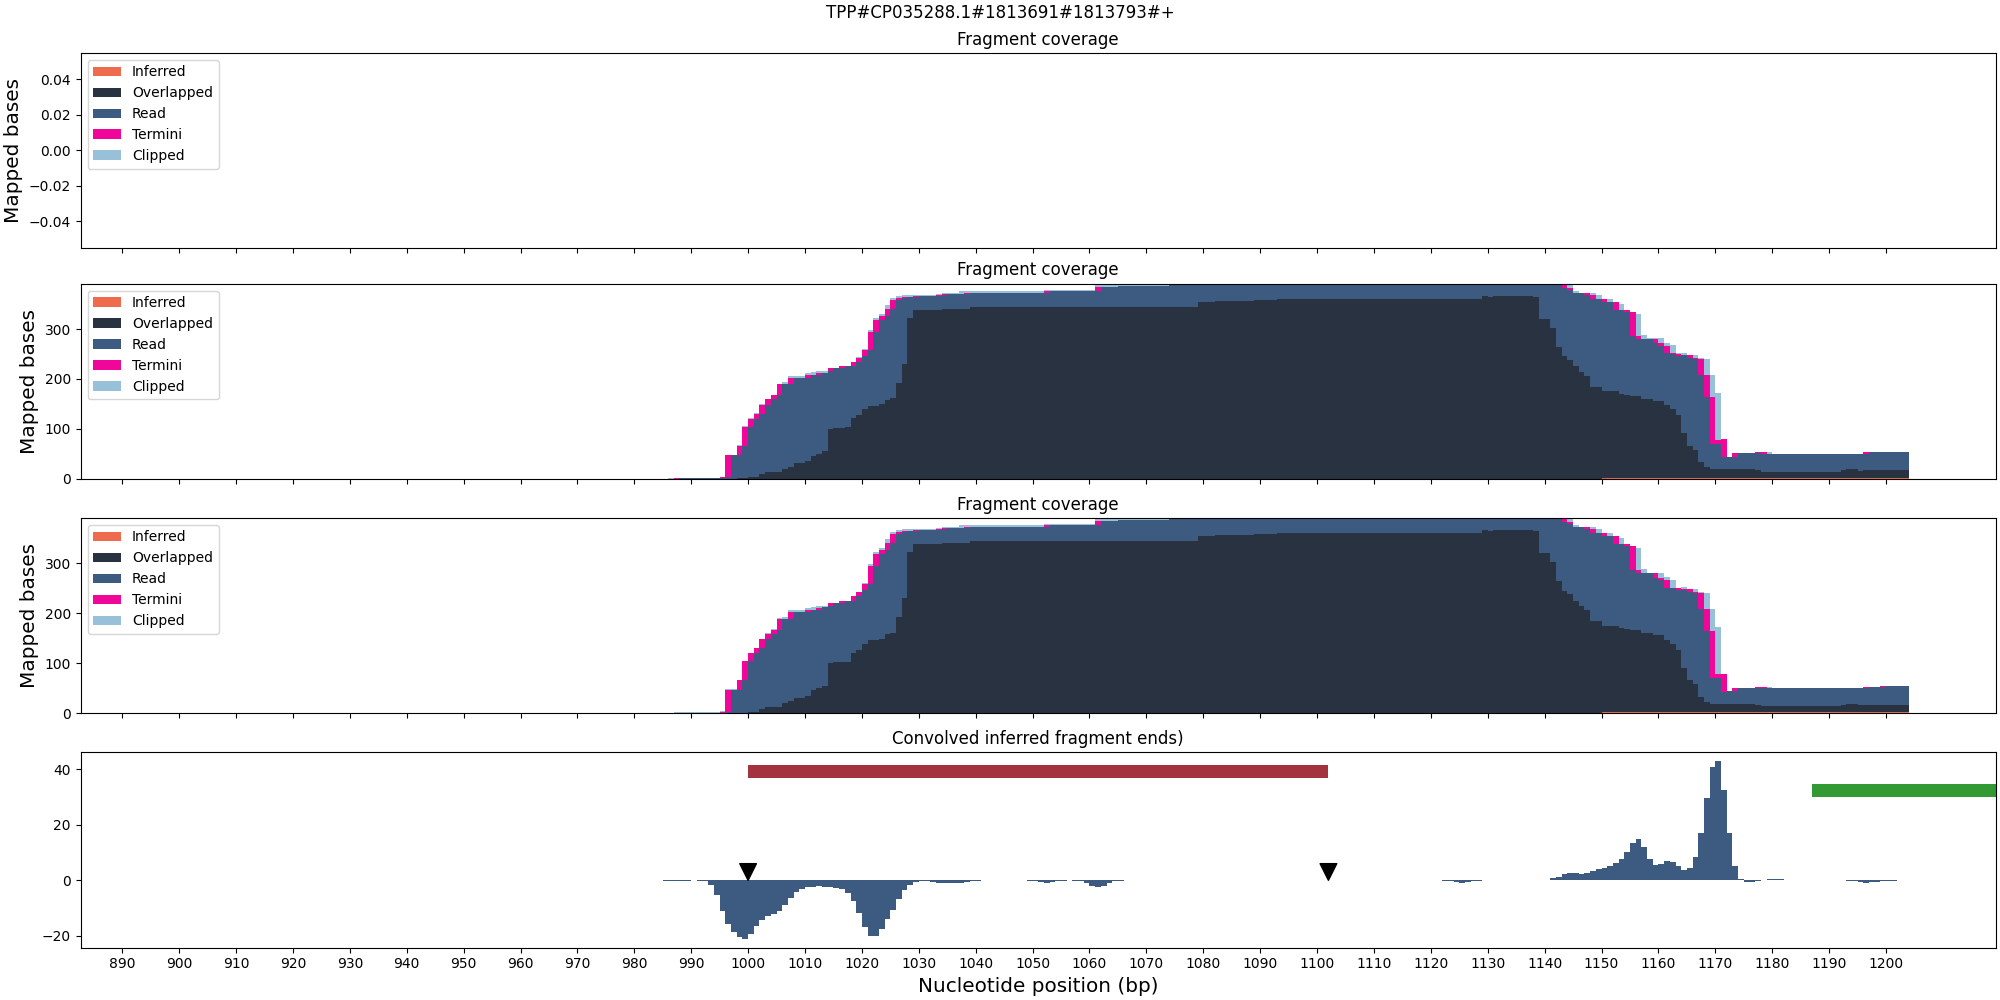 TPP#CP035288.1#1813691#1813793#+
Fragment coverage
Mapped bases
0.04
0.02
0.00
−0.02
−0.04
Inferred
Overlapped
Read
Termini
Clipped
Fragment coverage
Mapped bases
300
200
100
0
Inferred
Overlapped
Read
Termini
Clipped
Fragment coverage
Mapped bases
300
200
100
0
Inferred
Overlapped
Read
Termini
Clipped
Convolved inferred fragment ends)
40
20
0
−20
890 900 910 920 930 940 950 960 970 980 990 1000 1010 1020 1030 1040 1050 1060 1070 1080 1090 1100 1110 1120 1130 1140 1150 1160 1170 1180 1190 1200
Nucleotide position (bp)